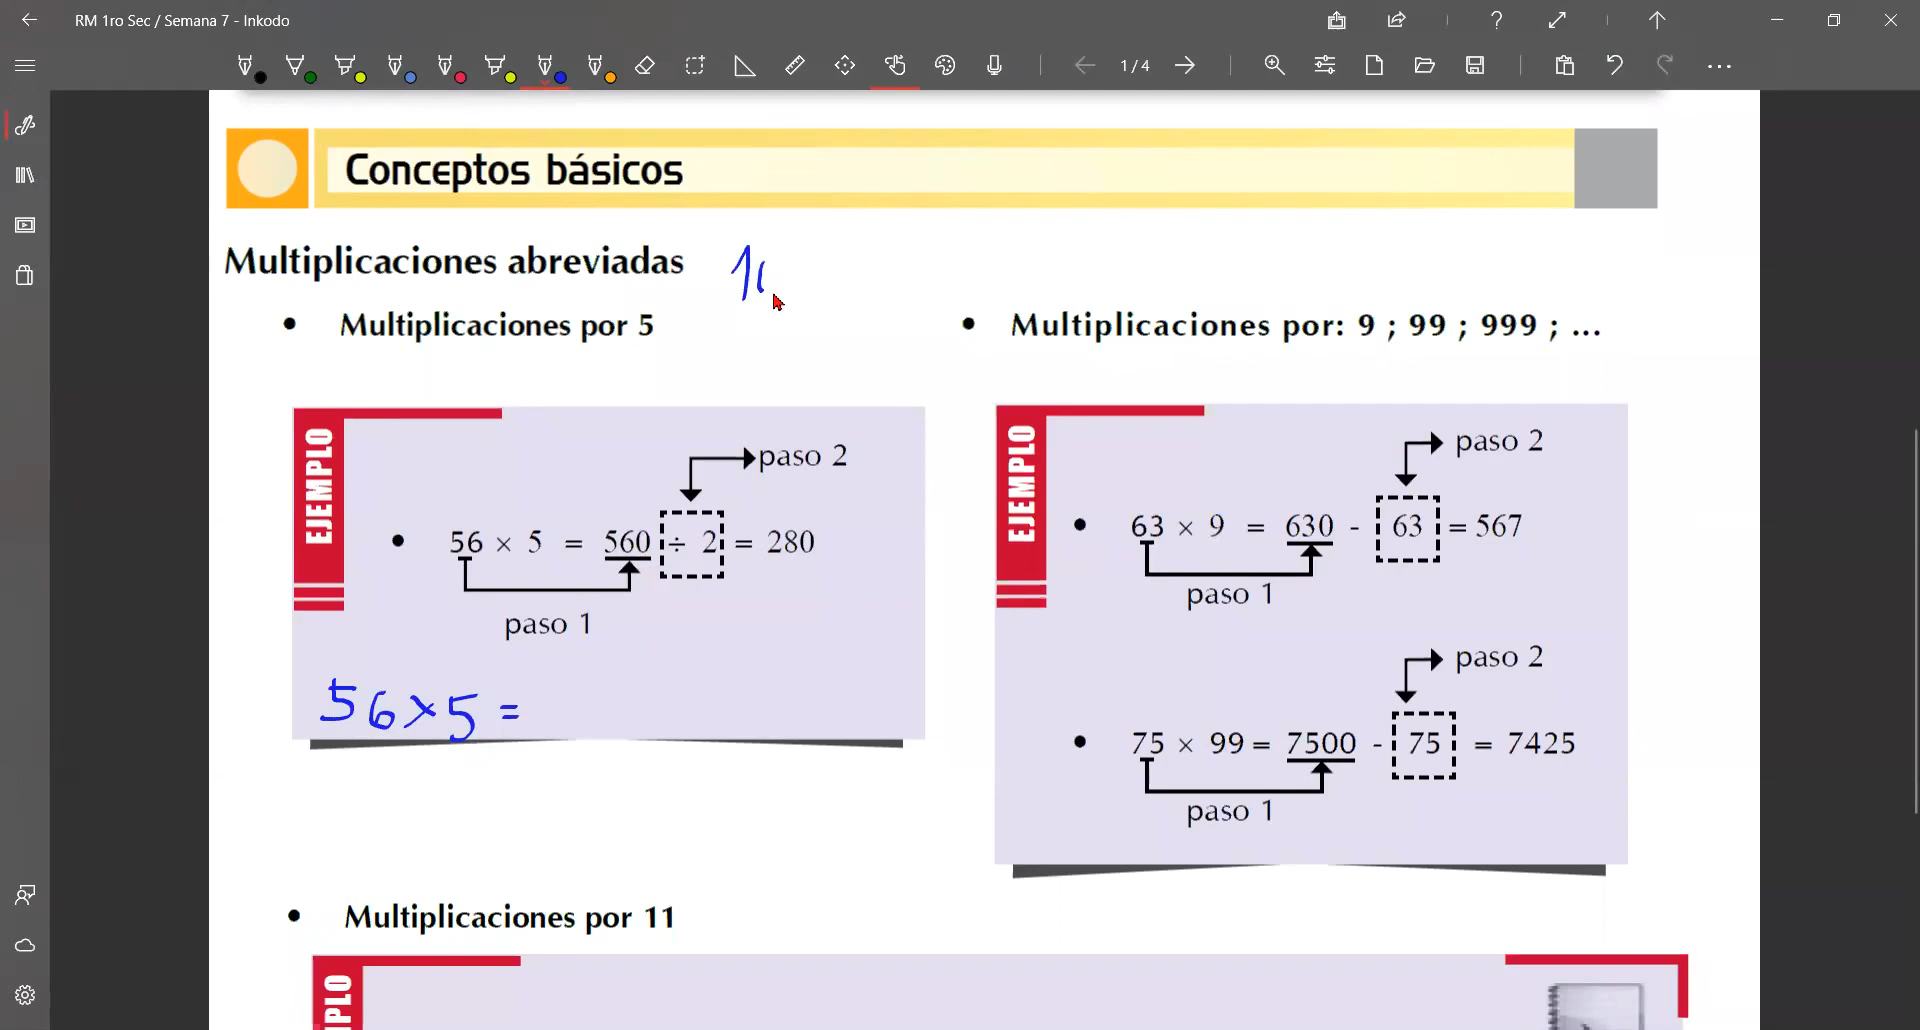 RM 1ro Sec / Semana 7 - Inkodo
1 / 4
Conceptos básicos
Multiplicaciones abreviadas
• Multiplicaciones por 5
EJEMPLO
paso 2
• 56 × 5 = 560 ÷ 2 = 280
paso 1
56×5 =
• Multiplicaciones por: 9 ; 99 ; 999 ; ...
EJEMPLO
paso 2
• 63 × 9 = 630 - 63 = 567
paso 1
paso 2
• 75 × 99 = 7500 - 75 = 7425
paso 1
• Multiplicaciones por 11